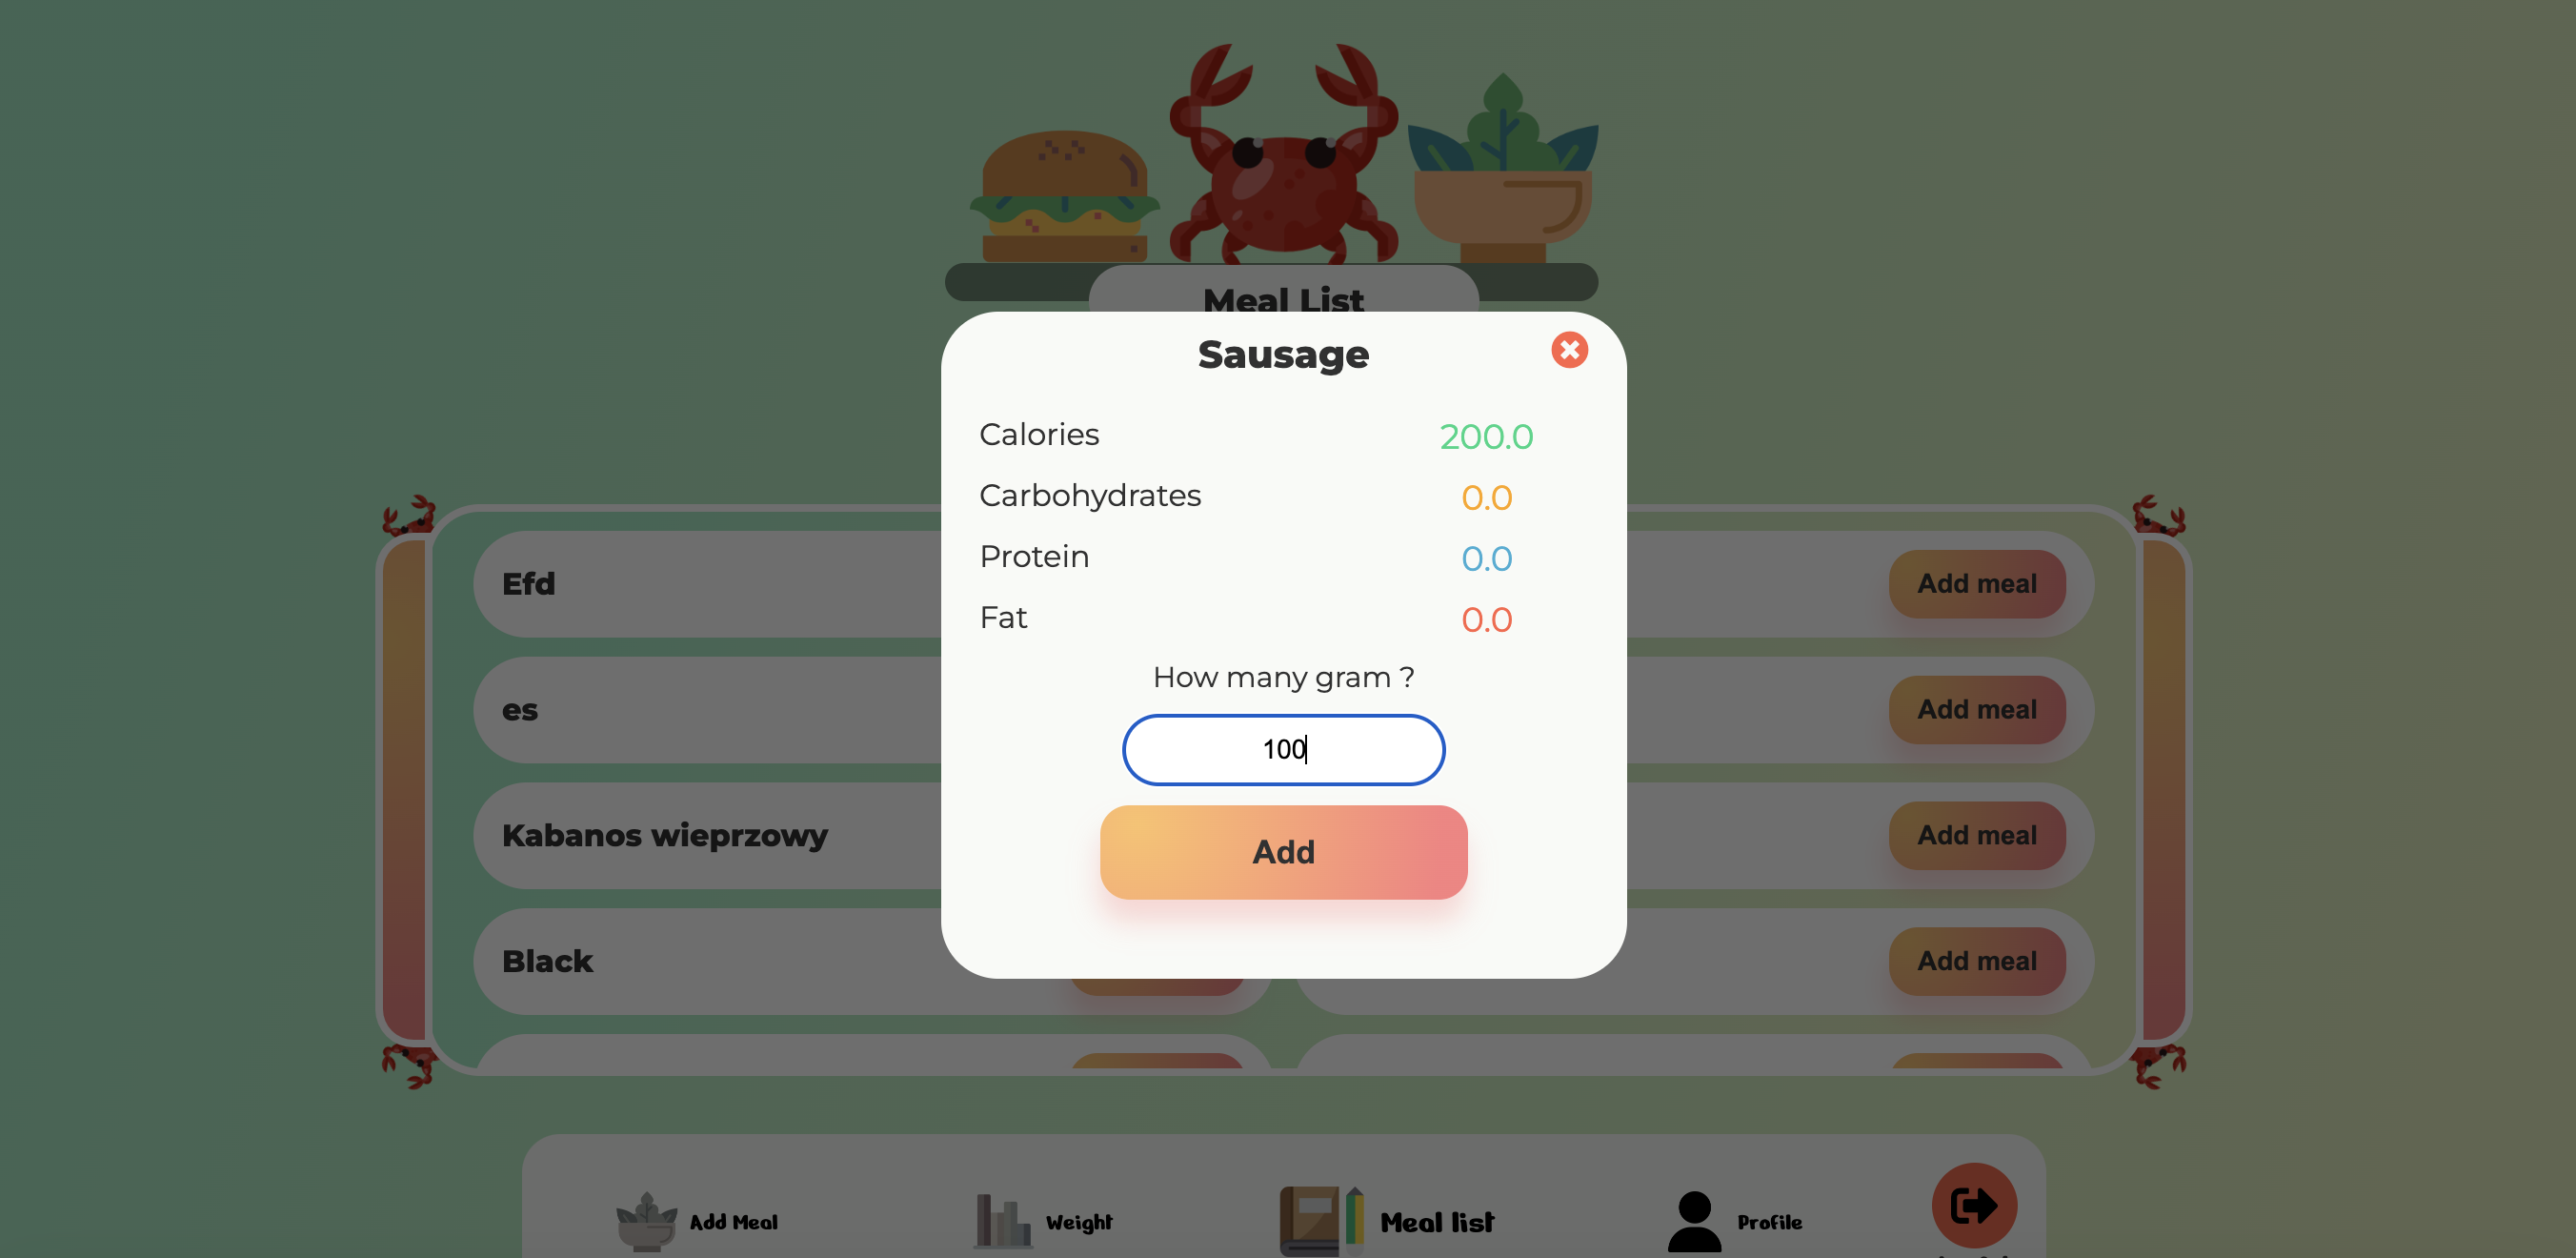 Meal List
Sausage
Calories 200.0
Carbohydrates 0.0
Protein 0.0
Fat 0.0
How many gram ?
100
Add
Efd
Add meal
es
Add meal
Kabanos wieprzowy
Add meal
Black
Add meal
Add Meal
Weight
Meal list
Profile